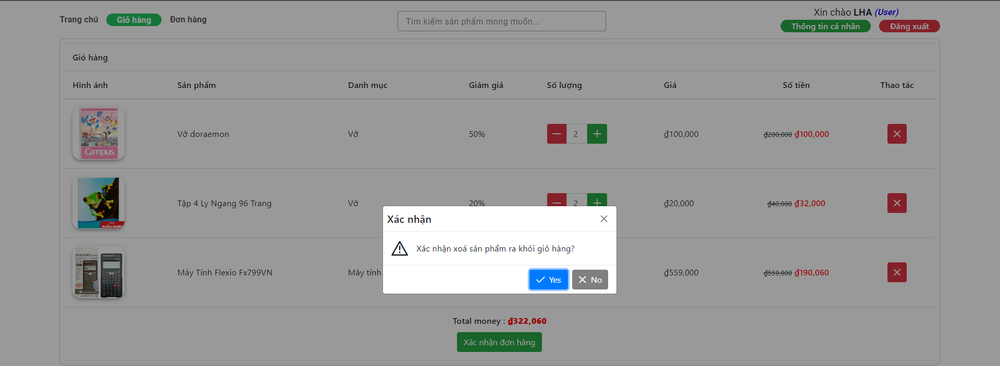 Trang chủ Giỏ hàng Đơn hàng
Tìm kiếm sản phẩm mong muốn...
Xin chào LHA (User)
Thông tin cá nhân Đăng xuất
Giỏ hàng
Hình ảnh Sản phẩm Danh mục Giảm giá Số lượng Giá Số tiền Thao tác
Campus
Vở doraemon Vở 50% 2 ₫100,000 ₫200,000 ₫100,000
NGẪU NHIÊ
Tập 4 Ly Ngang 96 Trang Vở 20% 2 ₫20,000 ₫40,000 ₫32,000
Xác nhận
Xác nhận xoá sản phẩm ra khỏi giỏ hàng?
Yes No
FLEXIO
Máy Tính Flexio Fx799VN Máy tính ₫559,000 ₫559,000 ₫190,060
Total money : ₫322,060
Xác nhận đơn hàng